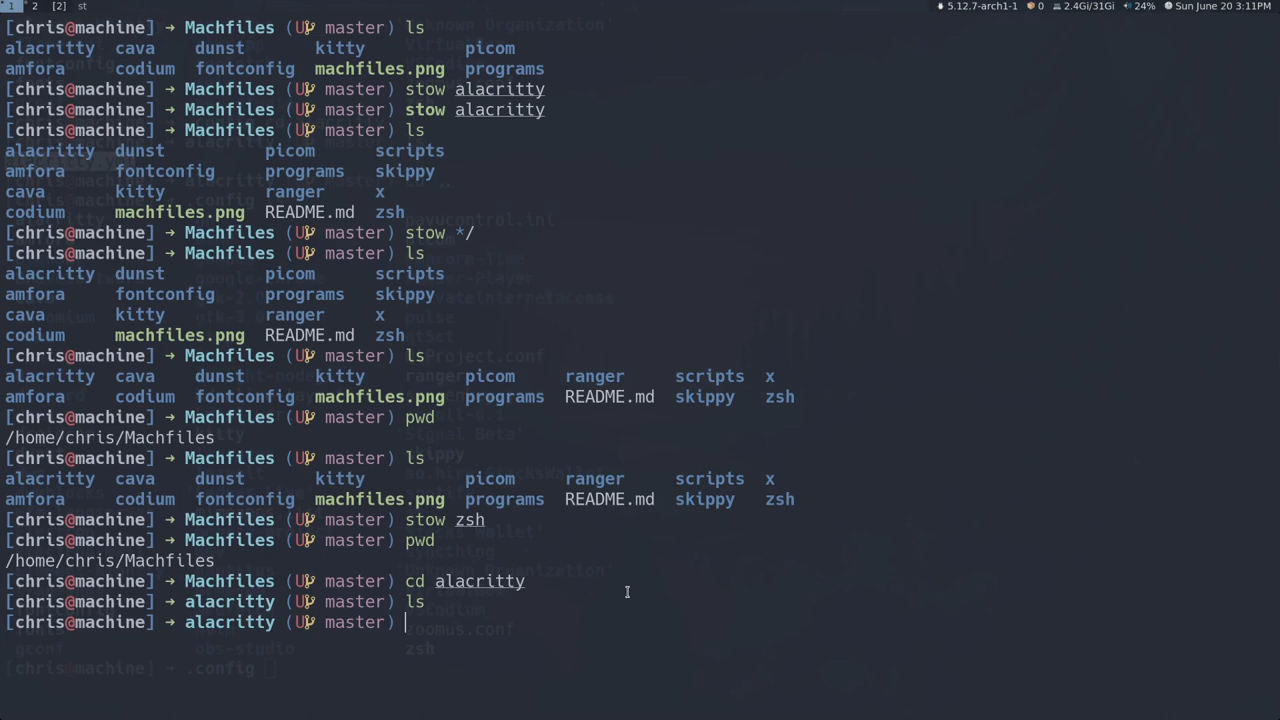 1 2 [2] st 5.12.7-arch1-1 0 2.4Gi/31Gi 24% Sun June 20 3:11PM
[chris@machine] → Machfiles (U master) ls
alacritty cava dunst kitty picom
amfora codium fontconfig machfiles.png programs
[chris@machine] → Machfiles (U master) stow alacritty
[chris@machine] → Machfiles (U master) stow alacritty
[chris@machine] → Machfiles (U master) ls
alacritty dunst picom scripts
amfora fontconfig programs skippy
cava kitty ranger x
codium machfiles.png README.md zsh
[chris@machine] → Machfiles (U master) stow */
[chris@machine] → Machfiles (U master) ls
alacritty dunst picom scripts
amfora fontconfig programs skippy
cava kitty ranger x
codium machfiles.png README.md zsh
[chris@machine] → Machfiles (U master) ls
alacritty cava dunst kitty picom ranger scripts x
amfora codium fontconfig machfiles.png programs README.md skippy zsh
[chris@machine] → Machfiles (U master) pwd
/home/chris/Machfiles
[chris@machine] → Machfiles (U master) ls
alacritty cava dunst kitty picom ranger scripts x
amfora codium fontconfig machfiles.png programs README.md skippy zsh
[chris@machine] → Machfiles (U master) stow zsh
[chris@machine] → Machfiles (U master) pwd
/home/chris/Machfiles
[chris@machine] → Machfiles (U master) cd alacritty
[chris@machine] → alacritty (U master) ls
[chris@machine] → alacritty (U master)
zoomus.conf
gconf obs-studio zsh
[chris@machine] → .config